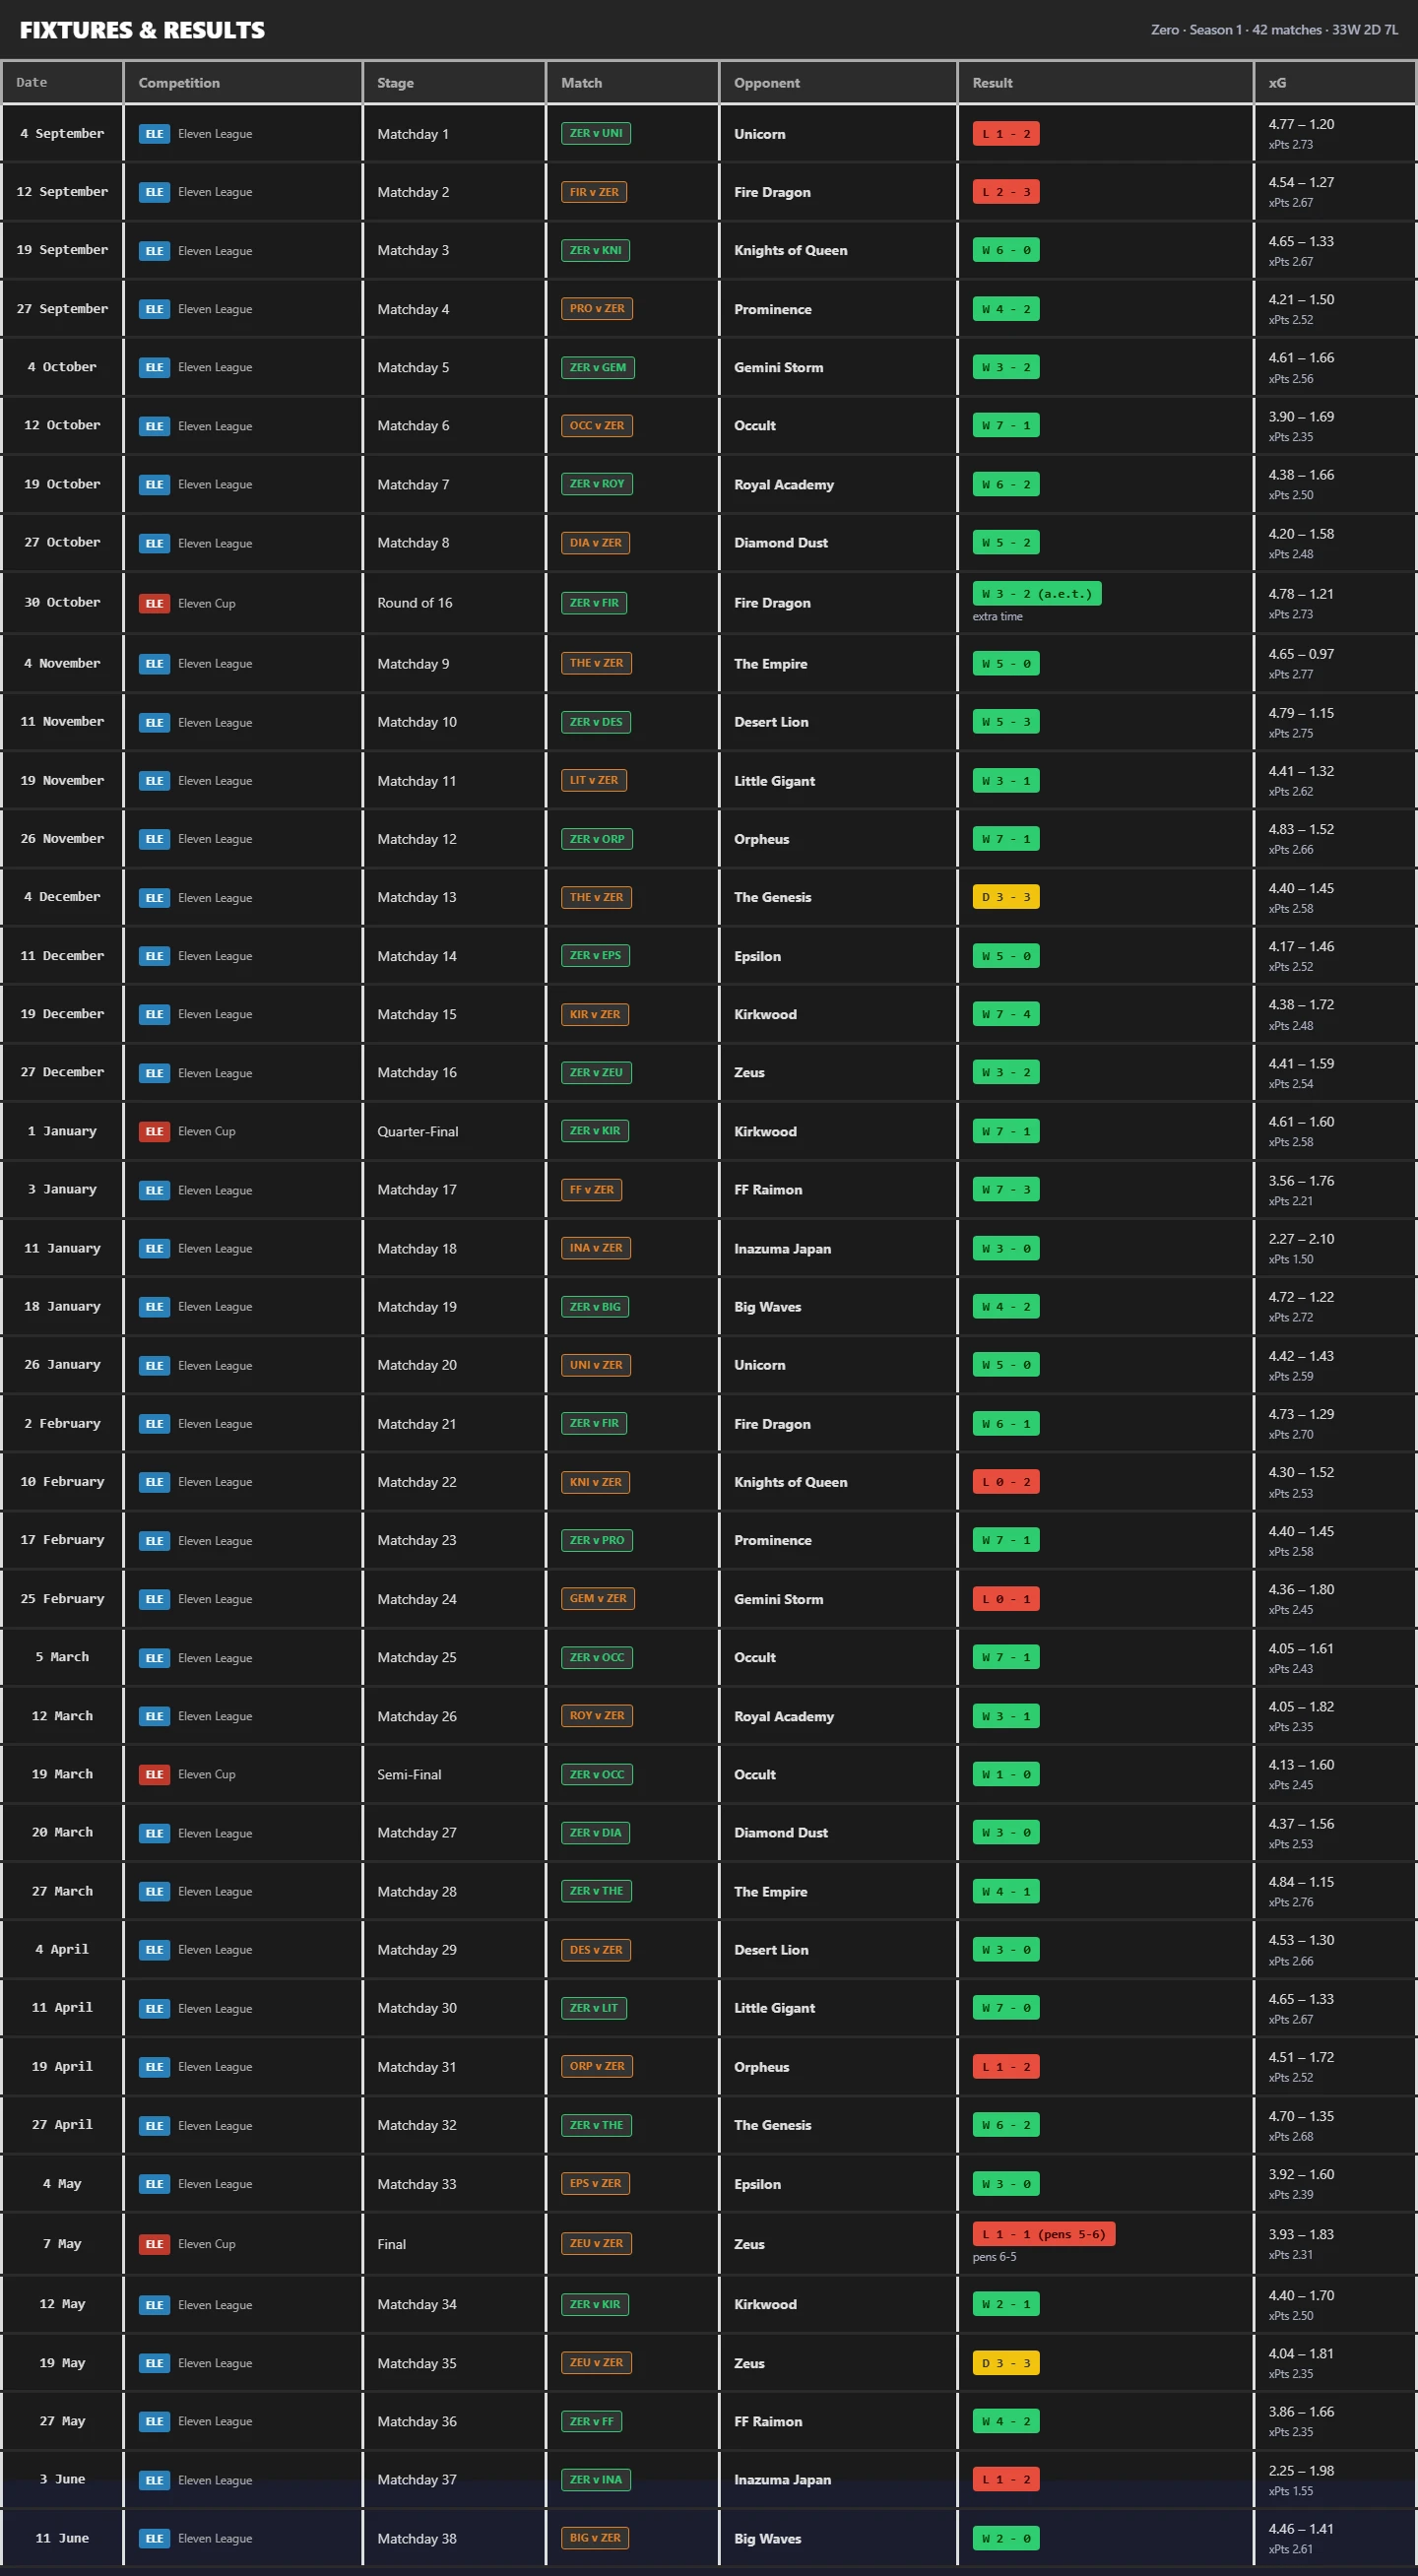 FIXTURES & RESULTS
Zero · Season 1 · 42 matches · 33W 2D 7L
Date Competition Stage Match Opponent Result xG
4 September ELE Eleven League Matchday 1 ZER v UNI Unicorn L 1 - 2 4.77 – 1.20
xPts 2.73
12 September ELE Eleven League Matchday 2 FIR v ZER Fire Dragon L 2 - 3 4.54 – 1.27
xPts 2.67
19 September ELE Eleven League Matchday 3 ZER v KNI Knights of Queen W 6 - 0 4.65 – 1.33
xPts 2.67
27 September ELE Eleven League Matchday 4 PRO v ZER Prominence W 4 - 2 4.21 – 1.50
xPts 2.52
4 October ELE Eleven League Matchday 5 ZER v GEM Gemini Storm W 3 - 2 4.61 – 1.66
xPts 2.56
12 October ELE Eleven League Matchday 6 OCC v ZER Occult W 7 - 1 3.90 – 1.69
xPts 2.35
19 October ELE Eleven League Matchday 7 ZER v ROY Royal Academy W 6 - 2 4.38 – 1.66
xPts 2.50
27 October ELE Eleven League Matchday 8 DIA v ZER Diamond Dust W 5 - 2 4.20 – 1.58
xPts 2.48
30 October ELE Eleven Cup Round of 16 ZER v FIR Fire Dragon W 3 - 2 (a.e.t.) 4.78 – 1.21
extra time xPts 2.73
4 November ELE Eleven League Matchday 9 THE v ZER The Empire W 5 - 0 4.65 – 0.97
xPts 2.77
11 November ELE Eleven League Matchday 10 ZER v DES Desert Lion W 5 - 3 4.79 – 1.15
xPts 2.75
19 November ELE Eleven League Matchday 11 LIT v ZER Little Gigant W 3 - 1 4.41 – 1.32
xPts 2.62
26 November ELE Eleven League Matchday 12 ZER v ORP Orpheus W 7 - 1 4.83 – 1.52
xPts 2.66
4 December ELE Eleven League Matchday 13 THE v ZER The Genesis D 3 - 3 4.40 – 1.45
xPts 2.58
11 December ELE Eleven League Matchday 14 ZER v EPS Epsilon W 5 - 0 4.17 – 1.46
xPts 2.52
19 December ELE Eleven League Matchday 15 KIR v ZER Kirkwood W 7 - 4 4.38 – 1.72
xPts 2.48
27 December ELE Eleven League Matchday 16 ZER v ZEU Zeus W 3 - 2 4.41 – 1.59
xPts 2.54
1 January ELE Eleven Cup Quarter-Final ZER v KIR Kirkwood W 7 - 1 4.61 – 1.60
xPts 2.58
3 January ELE Eleven League Matchday 17 FF v ZER FF Raimon W 7 - 3 3.56 – 1.76
xPts 2.21
11 January ELE Eleven League Matchday 18 INA v ZER Inazuma Japan W 3 - 0 2.27 – 2.10
xPts 1.50
18 January ELE Eleven League Matchday 19 ZER v BIG Big Waves W 4 - 2 4.72 – 1.22
xPts 2.72
26 January ELE Eleven League Matchday 20 UNI v ZER Unicorn W 5 - 0 4.42 – 1.43
xPts 2.59
2 February ELE Eleven League Matchday 21 ZER v FIR Fire Dragon W 6 - 1 4.73 – 1.29
xPts 2.70
10 February ELE Eleven League Matchday 22 KNI v ZER Knights of Queen L 0 - 2 4.30 – 1.52
xPts 2.53
17 February ELE Eleven League Matchday 23 ZER v PRO Prominence W 7 - 1 4.40 – 1.45
xPts 2.58
25 February ELE Eleven League Matchday 24 GEM v ZER Gemini Storm L 0 - 1 4.36 – 1.80
xPts 2.45
5 March ELE Eleven League Matchday 25 ZER v OCC Occult W 7 - 1 4.05 – 1.61
xPts 2.43
12 March ELE Eleven League Matchday 26 ROY v ZER Royal Academy W 3 - 1 4.05 – 1.82
xPts 2.35
19 March ELE Eleven Cup Semi-Final ZER v OCC Occult W 1 - 0 4.13 – 1.60
xPts 2.45
20 March ELE Eleven League Matchday 27 ZER v DIA Diamond Dust W 3 - 0 4.37 – 1.56
xPts 2.53
27 March ELE Eleven League Matchday 28 ZER v THE The Empire W 4 - 1 4.84 – 1.15
xPts 2.76
4 April ELE Eleven League Matchday 29 DES v ZER Desert Lion W 3 - 0 4.53 – 1.30
xPts 2.66
11 April ELE Eleven League Matchday 30 ZER v LIT Little Gigant W 7 - 0 4.65 – 1.33
xPts 2.67
19 April ELE Eleven League Matchday 31 ORP v ZER Orpheus L 1 - 2 4.51 – 1.72
xPts 2.52
27 April ELE Eleven League Matchday 32 ZER v THE The Genesis W 6 - 2 4.70 – 1.35
xPts 2.68
4 May ELE Eleven League Matchday 33 EPS v ZER Epsilon W 3 - 0 3.92 – 1.60
xPts 2.39
7 May ELE Eleven Cup Final ZEU v ZER Zeus L 1 - 1 (pens 5-6) 3.93 – 1.83
pens 6-5 xPts 2.31
12 May ELE Eleven League Matchday 34 ZER v KIR Kirkwood W 2 - 1 4.40 – 1.70
xPts 2.50
19 May ELE Eleven League Matchday 35 ZEU v ZER Zeus D 3 - 3 4.04 – 1.81
xPts 2.35
27 May ELE Eleven League Matchday 36 ZER v FF FF Raimon W 4 - 2 3.86 – 1.66
xPts 2.35
3 June ELE Eleven League Matchday 37 ZER v INA Inazuma Japan L 1 - 2 2.25 – 1.98
xPts 1.55
11 June ELE Eleven League Matchday 38 BIG v ZER Big Waves W 2 - 0 4.46 – 1.41
xPts 2.61